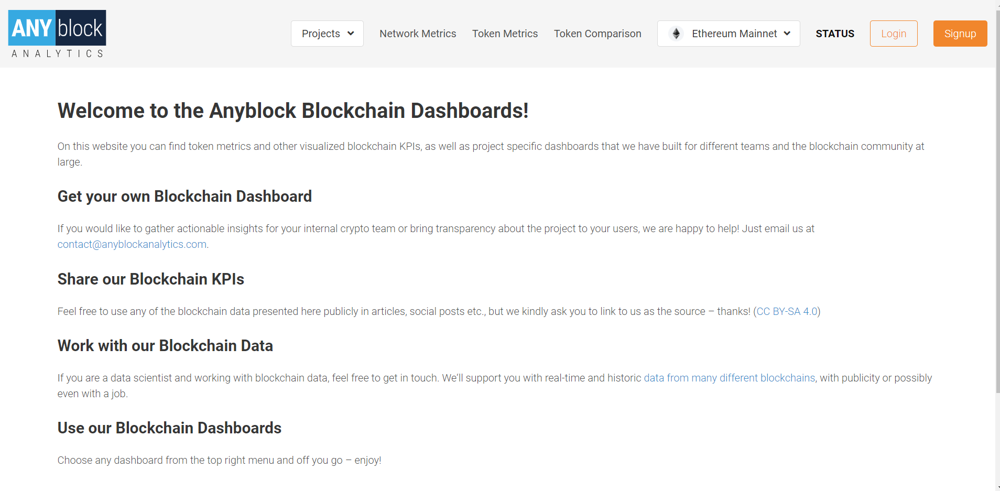 ANYblock
ANALYTICS
Projects
Network Metrics
Token Metrics
Token Comparison
Ethereum Mainnet
STATUS
Login
Signup
Welcome to the Anyblock Blockchain Dashboards!
On this website you can find token metrics and other visualized blockchain KPIs, as well as project specific dashboards that we have built for different teams and the blockchain community at
large.
Get your own Blockchain Dashboard
If you would like to gather actionable insights for your internal crypto team or bring transparency about the project to your users, we are happy to help! Just email us at
contact@anyblockanalytics.com.
Share our Blockchain KPIs
Feel free to use any of the blockchain data presented here publicly in articles, social posts etc., but we kindly ask you to link to us as the source – thanks! (CC BY-SA 4.0)
Work with our Blockchain Data
If you are a data scientist and working with blockchain data, feel free to get in touch. We‘ll support you with real-time and historic data from many different blockchains, with publicity or possibly
even with a job.
Use our Blockchain Dashboards
Choose any dashboard from the top right menu and off you go – enjoy!